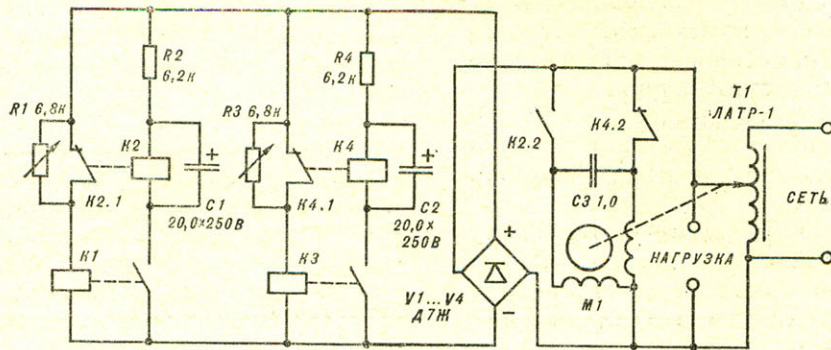 R2
6,2к
R4
6,2к
T1
ЛАТР-1
R1 6,8к
K2
R3 6,8к
K4
K2.2
K4.2
+
+
K2.1
C1
20,0×250В
K4.1
C2
20,0×
250В
C3 1,0
СЕТЬ
K1
K3
+
НАГРУЗКА
V1...V4
Д7Ж
–
M1